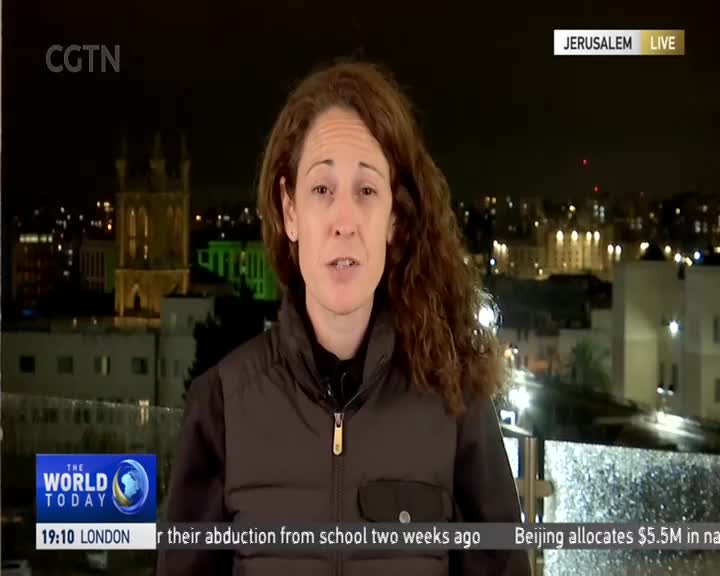 CGTN
JERUSALEM LIVE
THE
WORLD
TODAY
19:10 LONDON
r their abduction from school two weeks ago Beijing allocates $5.5M in na